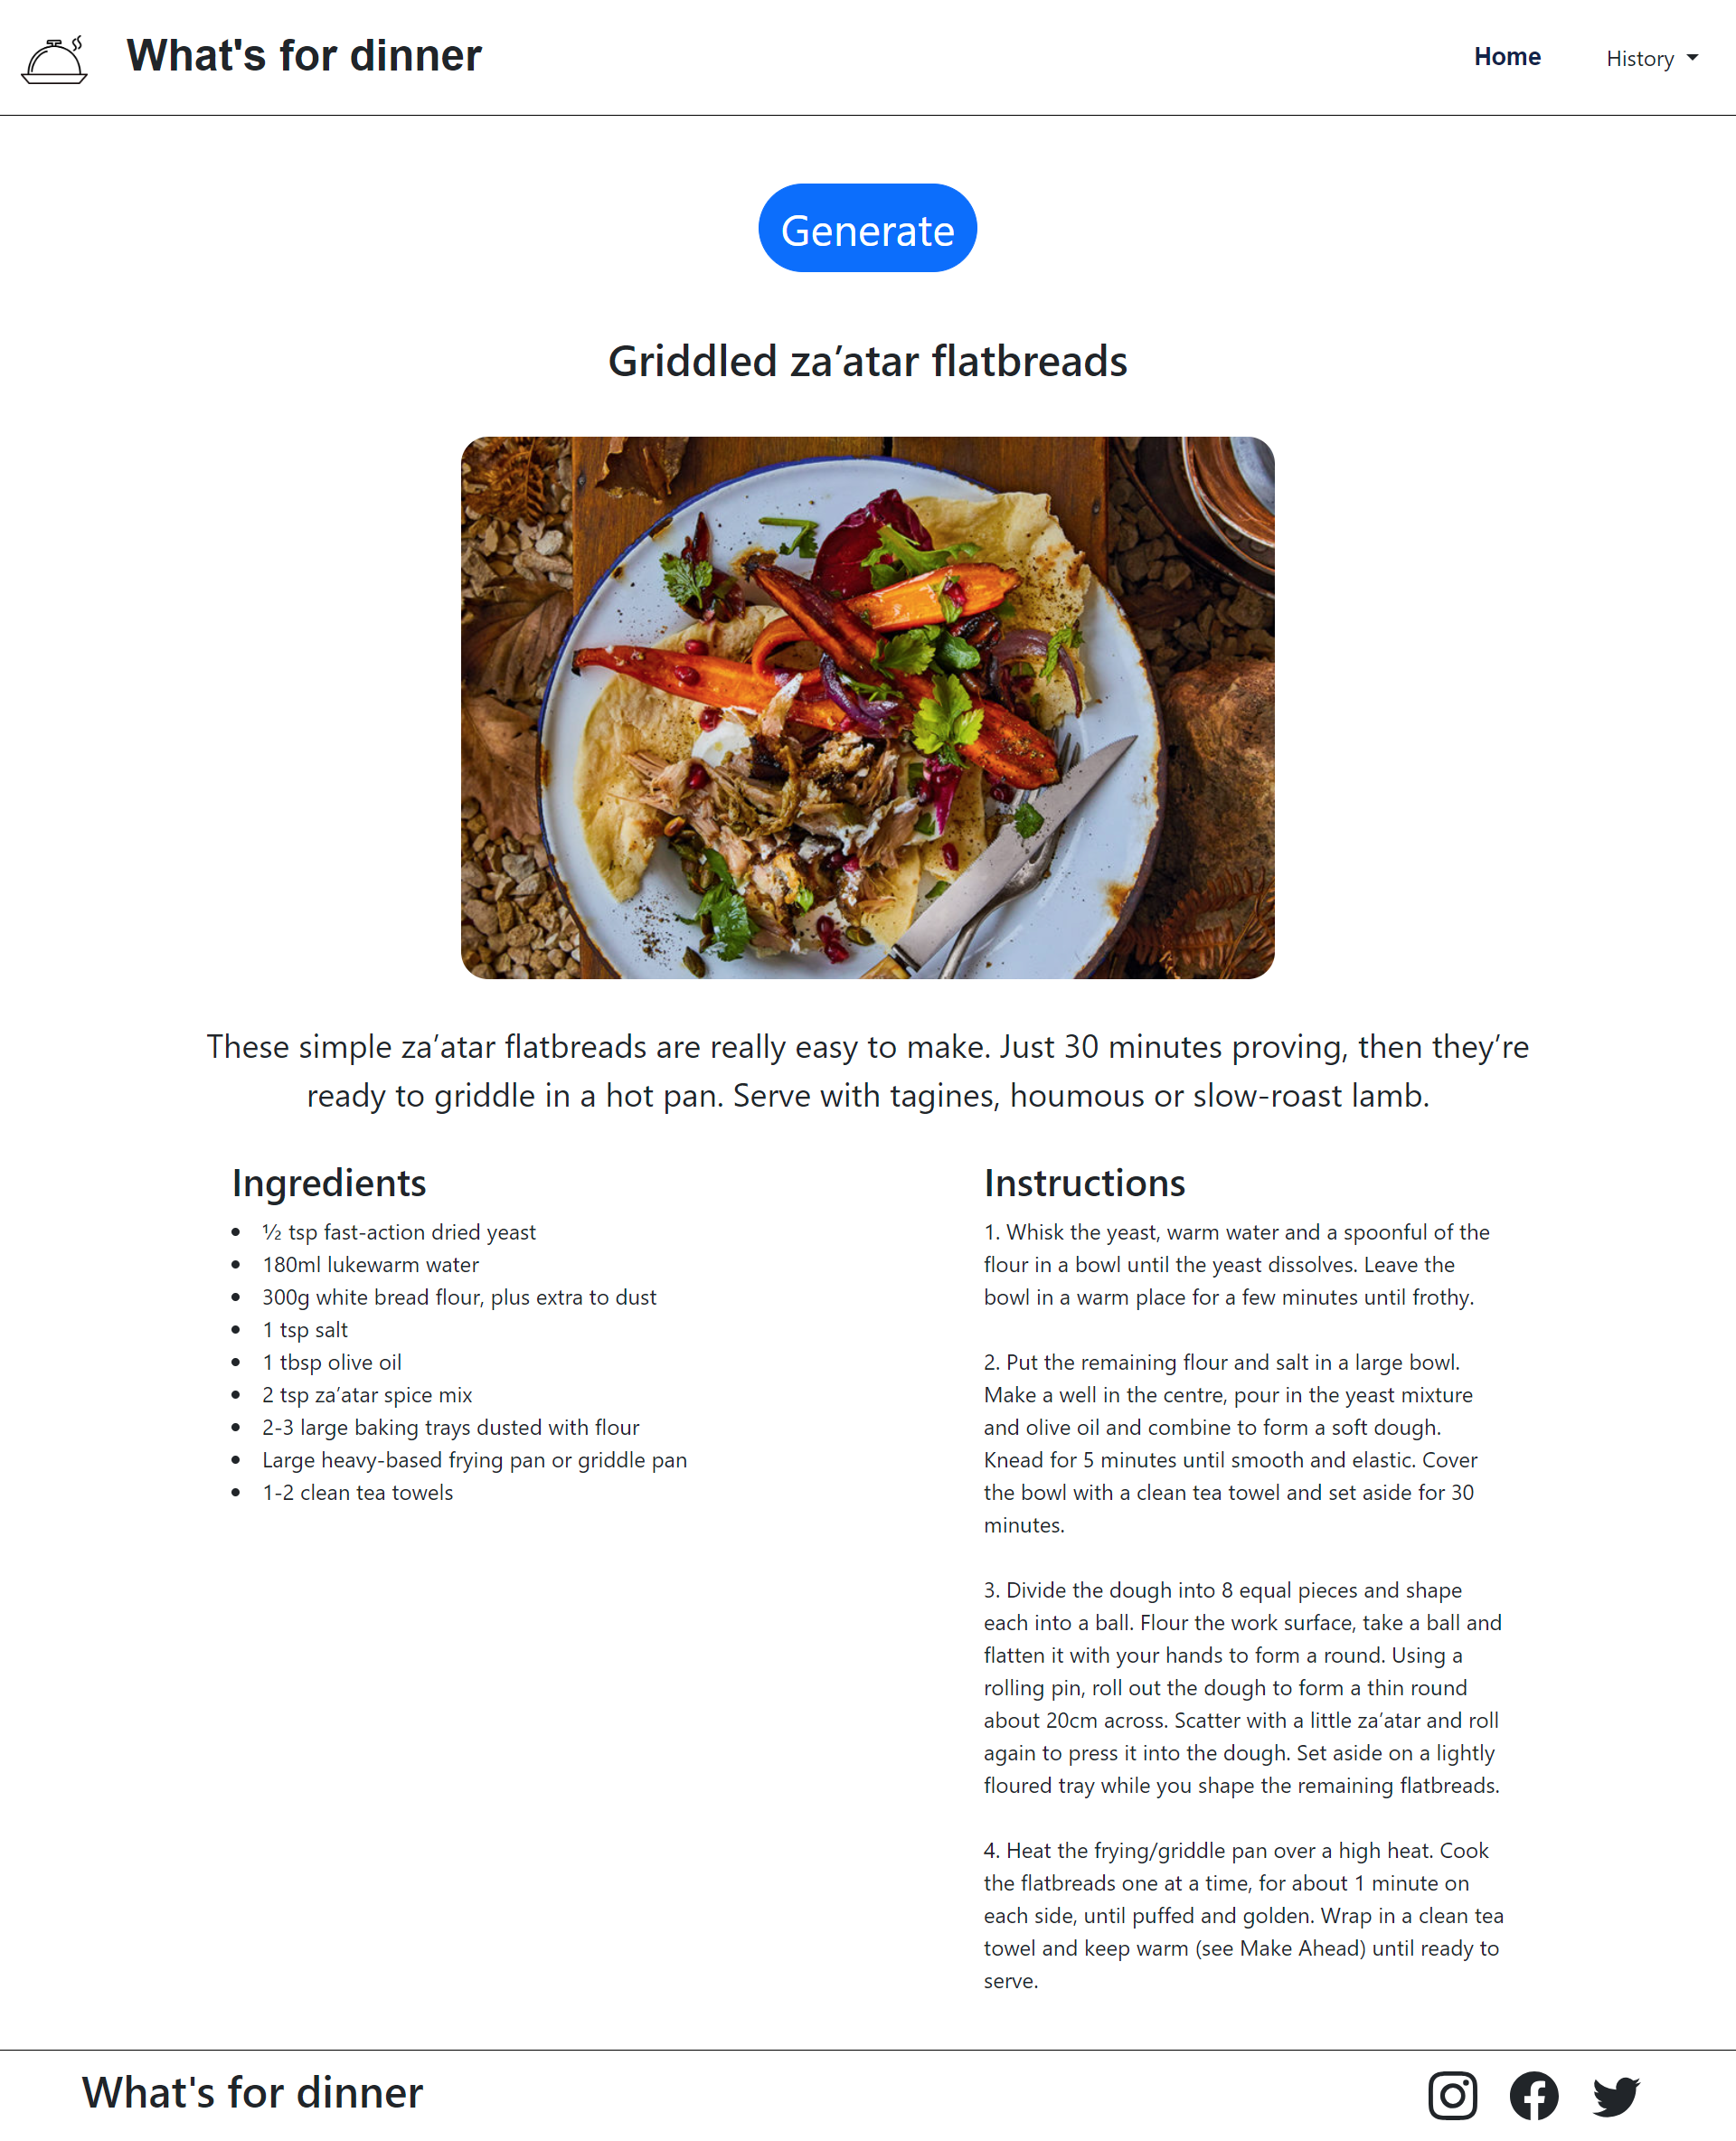 What's for dinner
Home
History
Generate
Griddled za’atar flatbreads
These simple za’atar flatbreads are really easy to make. Just 30 minutes proving, then they’re
ready to griddle in a hot pan. Serve with tagines, houmous or slow-roast lamb.
Ingredients
½ tsp fast-action dried yeast
180ml lukewarm water
300g white bread flour, plus extra to dust
1 tsp salt
1 tbsp olive oil
2 tsp za’atar spice mix
2-3 large baking trays dusted with flour
Large heavy-based frying pan or griddle pan
1-2 clean tea towels
Instructions
1. Whisk the yeast, warm water and a spoonful of the
flour in a bowl until the yeast dissolves. Leave the
bowl in a warm place for a few minutes until frothy.
2. Put the remaining flour and salt in a large bowl.
Make a well in the centre, pour in the yeast mixture
and olive oil and combine to form a soft dough.
Knead for 5 minutes until smooth and elastic. Cover
the bowl with a clean tea towel and set aside for 30
minutes.
3. Divide the dough into 8 equal pieces and shape
each into a ball. Flour the work surface, take a ball and
flatten it with your hands to form a round. Using a
rolling pin, roll out the dough to form a thin round
about 20cm across. Scatter with a little za’atar and roll
again to press it into the dough. Set aside on a lightly
floured tray while you shape the remaining flatbreads.
4. Heat the frying/griddle pan over a high heat. Cook
the flatbreads one at a time, for about 1 minute on
each side, until puffed and golden. Wrap in a clean tea
towel and keep warm (see Make Ahead) until ready to
serve.
What's for dinner